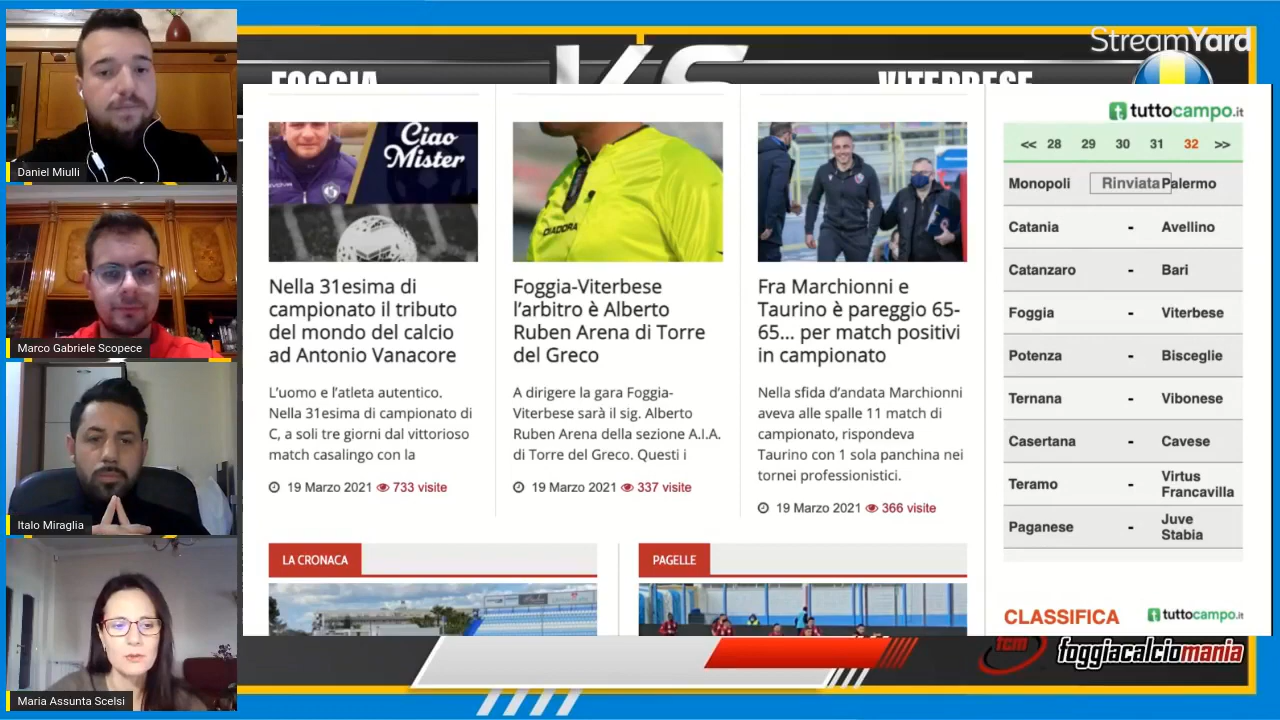 StreamYard
FOGGIA VS VITERBESE
Daniel Miulli
Marco Gabriele Scopece
Italo Miraglia
Maria Assunta Scelsi
Ciao
Mister
Nella 31esima di
campionato il tributo
del mondo del calcio
ad Antonio Vanacore
L'uomo e l'atleta autentico.
Nella 31esima di campionato di
C, a soli tre giorni dal vittorioso
match casalingo con la
19 Marzo 2021 733 visite
DIADORA
Foggia-Viterbese
l'arbitro è Alberto
Ruben Arena di Torre
del Greco
A dirigere la gara Foggia-
Viterbese sarà il sig. Alberto
Ruben Arena della sezione A.I.A.
di Torre del Greco. Questi i
19 Marzo 2021 337 visite
Fra Marchionni e
Taurino è pareggio 65-
65... per match positivi
in campionato
Nella sfida d'andata Marchionni
aveva alle spalle 11 match di
campionato, rispondeva
Taurino con 1 sola panchina nei
tornei professionistici.
19 Marzo 2021 366 visite
LA CRONACA
PAGELLE
tuttocampo.it
<< 28 29 30 31 32 >>
Monopoli Rinviata Palermo
Catania - Avellino
Catanzaro - Bari
Foggia - Viterbese
Potenza - Bisceglie
Ternana - Vibonese
Casertana - Cavese
Teramo - Virtus
Francavilla
Paganese - Juve
Stabia
CLASSIFICA tuttocampo.it
fcm foggiacalciomania